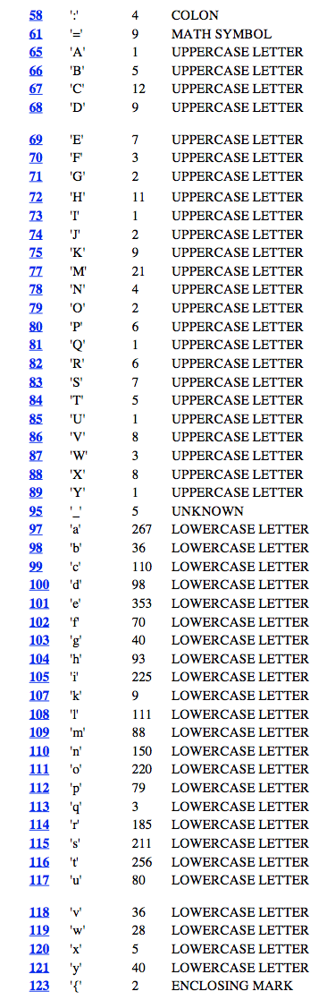 58 ':' 4 COLON
61 '=' 9 MATH SYMBOL
65 'A' 1 UPPERCASE LETTER
66 'B' 5 UPPERCASE LETTER
67 'C' 12 UPPERCASE LETTER
68 'D' 9 UPPERCASE LETTER
69 'E' 7 UPPERCASE LETTER
70 'F' 3 UPPERCASE LETTER
71 'G' 2 UPPERCASE LETTER
72 'H' 11 UPPERCASE LETTER
73 'I' 1 UPPERCASE LETTER
74 'J' 2 UPPERCASE LETTER
75 'K' 9 UPPERCASE LETTER
77 'M' 21 UPPERCASE LETTER
78 'N' 4 UPPERCASE LETTER
79 'O' 2 UPPERCASE LETTER
80 'P' 6 UPPERCASE LETTER
81 'Q' 1 UPPERCASE LETTER
82 'R' 6 UPPERCASE LETTER
83 'S' 7 UPPERCASE LETTER
84 'T' 5 UPPERCASE LETTER
85 'U' 1 UPPERCASE LETTER
86 'V' 8 UPPERCASE LETTER
87 'W' 3 UPPERCASE LETTER
88 'X' 8 UPPERCASE LETTER
89 'Y' 1 UPPERCASE LETTER
95 '_' 5 UNKNOWN
97 'a' 267 LOWERCASE LETTER
98 'b' 36 LOWERCASE LETTER
99 'c' 110 LOWERCASE LETTER
100 'd' 98 LOWERCASE LETTER
101 'e' 353 LOWERCASE LETTER
102 'f' 70 LOWERCASE LETTER
103 'g' 40 LOWERCASE LETTER
104 'h' 93 LOWERCASE LETTER
105 'i' 225 LOWERCASE LETTER
107 'k' 9 LOWERCASE LETTER
108 'l' 111 LOWERCASE LETTER
109 'm' 88 LOWERCASE LETTER
110 'n' 150 LOWERCASE LETTER
111 'o' 220 LOWERCASE LETTER
112 'p' 79 LOWERCASE LETTER
113 'q' 3 LOWERCASE LETTER
114 'r' 185 LOWERCASE LETTER
115 's' 211 LOWERCASE LETTER
116 't' 256 LOWERCASE LETTER
117 'u' 80 LOWERCASE LETTER
118 'v' 36 LOWERCASE LETTER
119 'w' 28 LOWERCASE LETTER
120 'x' 5 LOWERCASE LETTER
121 'y' 40 LOWERCASE LETTER
123 '{' 2 ENCLOSING MARK